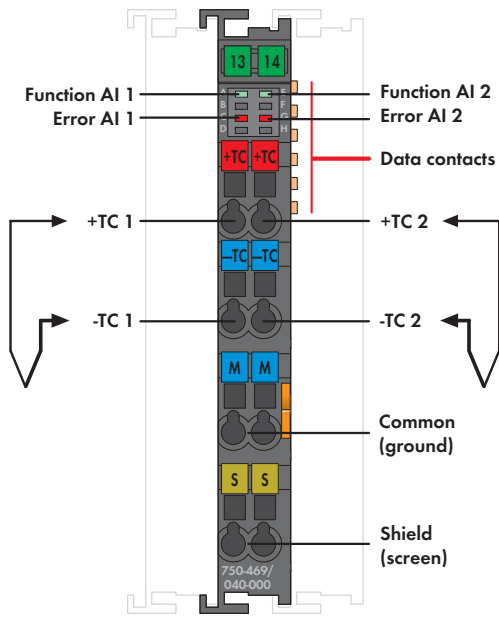 13 14
Function AI 1
Function AI 2
A E
B F
Error AI 1
Error AI 2
C G
D H
+TC +TC
Data contacts
+TC 1
+TC 2
–TC –TC
-TC 1
-TC 2
M M
Common
(ground)
S S
Shield
(screen)
750-469/
040-000